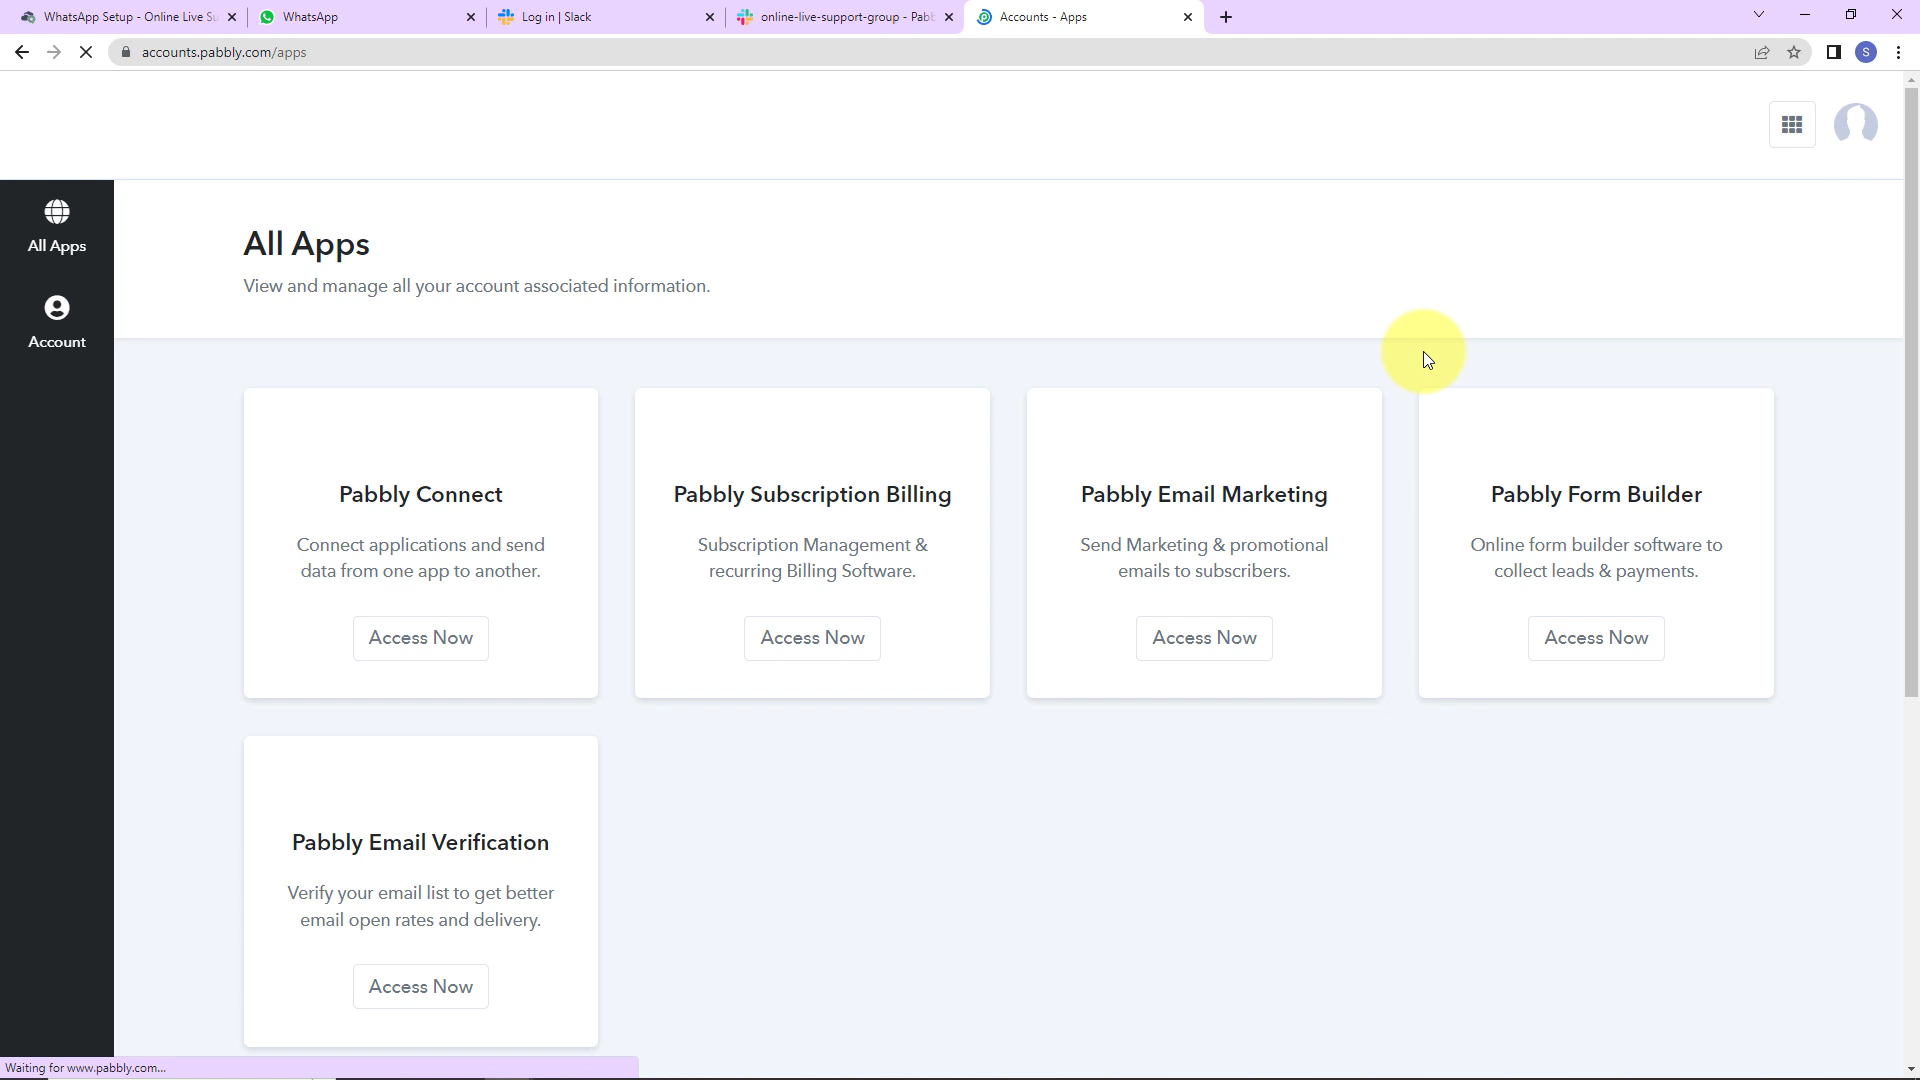 WhatsApp Setup - Online Live Su
WhatsApp
Log in | Slack
online-live-support-group - Pabb
Accounts - Apps
accounts.pabbly.com/apps
S
All Apps
Account
All Apps
View and manage all your account associated information.
Pabbly Connect
Connect applications and send
data from one app to another.
Access Now
Pabbly Subscription Billing
Subscription Management &
recurring Billing Software.
Access Now
Pabbly Email Marketing
Send Marketing & promotional
emails to subscribers.
Access Now
Pabbly Form Builder
Online form builder software to
collect leads & payments.
Access Now
Pabbly Email Verification
Verify your email list to get better
email open rates and delivery.
Access Now
Waiting for www.pabbly.com...